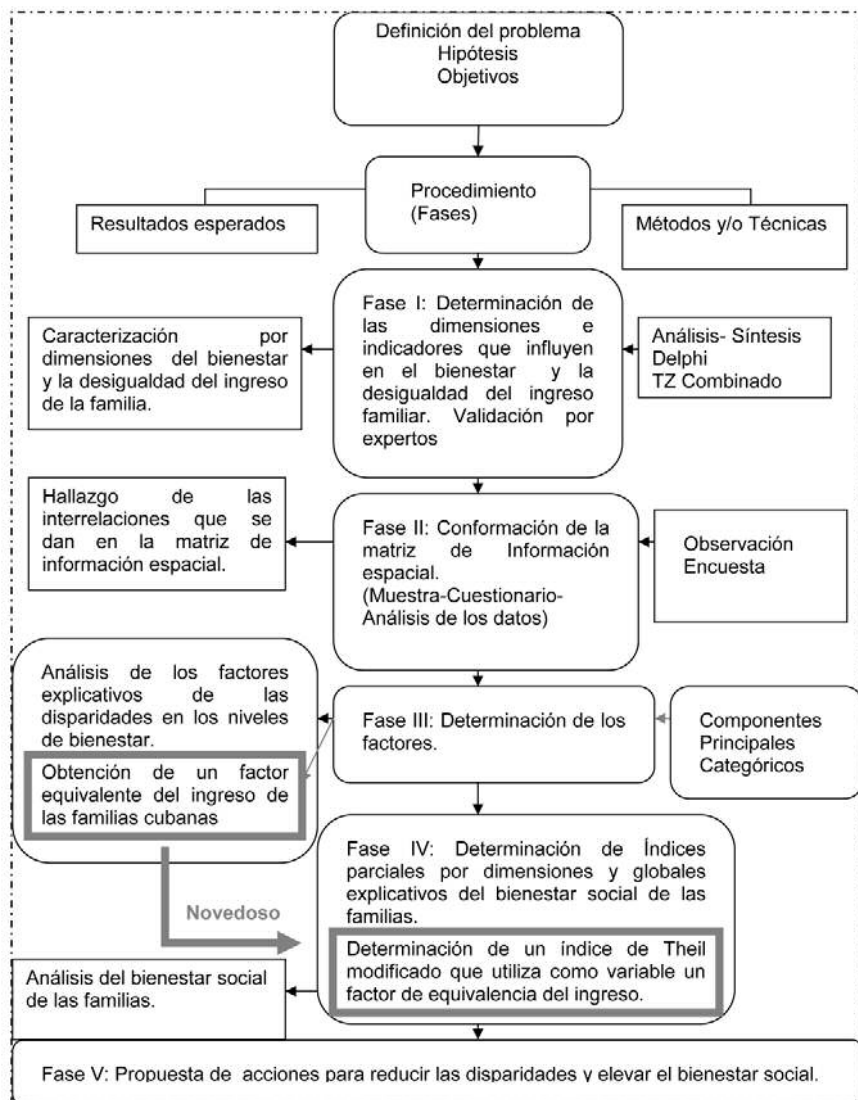 Definición del problema
Hipótesis
Objetivos
Procedimiento
(Fases)
Resultados esperados
Métodos y/o Técnicas
Fase I: Determinación de
las dimensiones e
indicadores que influyen
en el bienestar y la
desigualdad del ingreso
familiar. Validación por
expertos
Caracterización por
dimensiones del bienestar
y la desigualdad del ingreso
de la familia.
Análisis- Síntesis
Delphi
TZ Combinado
Hallazgo de las
interrelaciones que se
dan en la matriz de
información espacial.
Fase II: Conformación de la
matriz de Información
espacial.
(Muestra-Cuestionario-
Análisis de los datos)
Observación
Encuesta
Análisis de los factores
explicativos de las
disparidades en los niveles
de bienestar.
Obtención de un factor
equivalente del ingreso de
las familias cubanas
Fase III: Determinación de los
factores.
Componentes
Principales
Categóricos
Fase IV: Determinación de Índices
parciales por dimensiones y globales
explicativos del bienestar social de las
familias.
Novedoso
Determinación de un índice de Theil
modificado que utiliza como variable un
factor de equivalencia del ingreso.
Análisis del bienestar social
de las familias.
Fase V: Propuesta de acciones para reducir las disparidades y elevar el bienestar social.